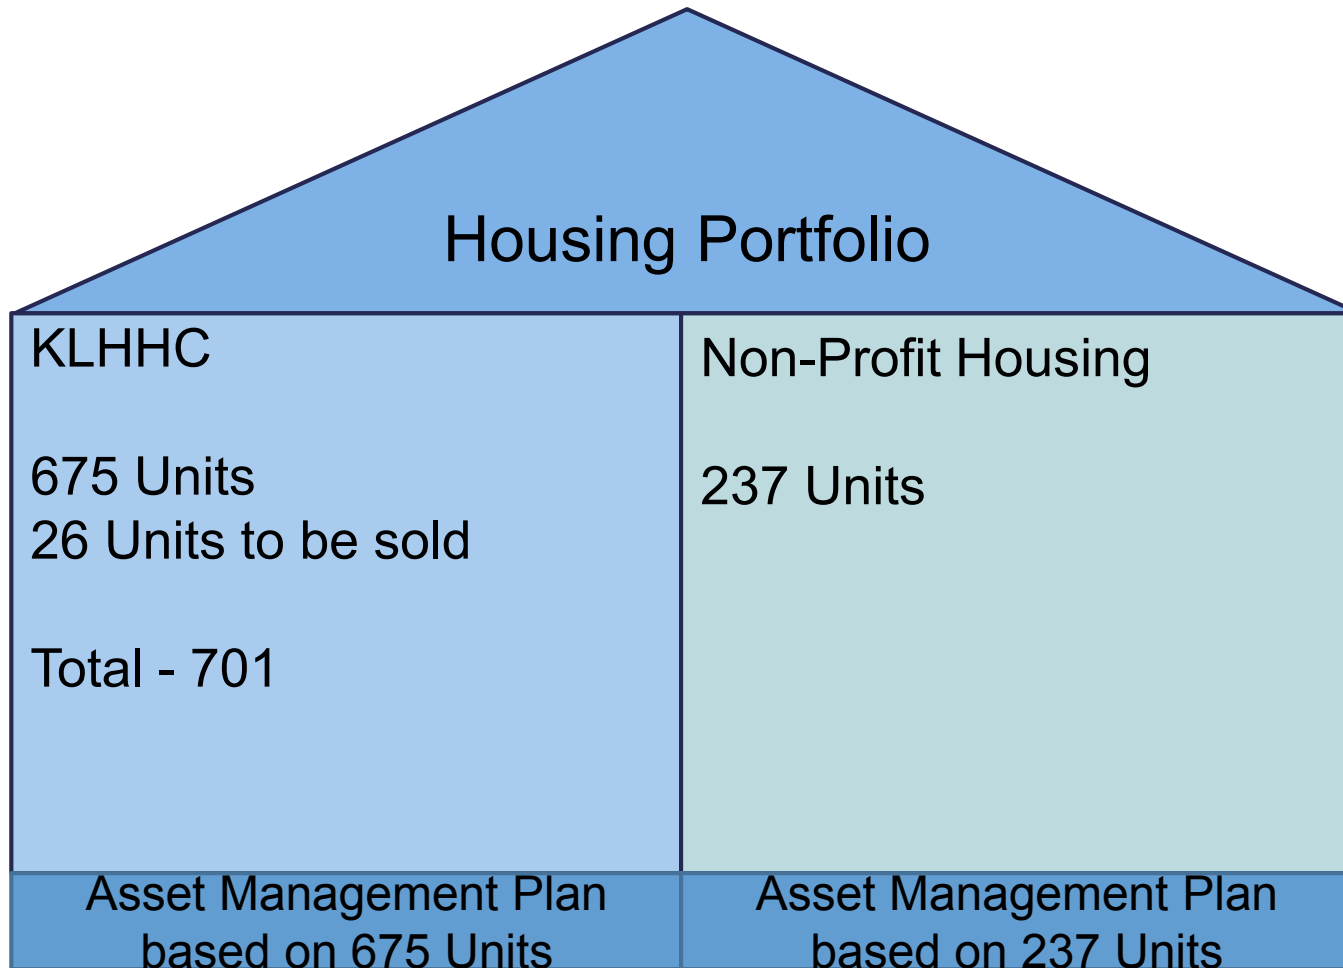 Housing Portfolio
KLHHC
675 Units
26 Units to be sold
Total - 701
Non-Profit Housing
237 Units
Asset Management Plan
based on 675 Units
Asset Management Plan
based on 237 Units